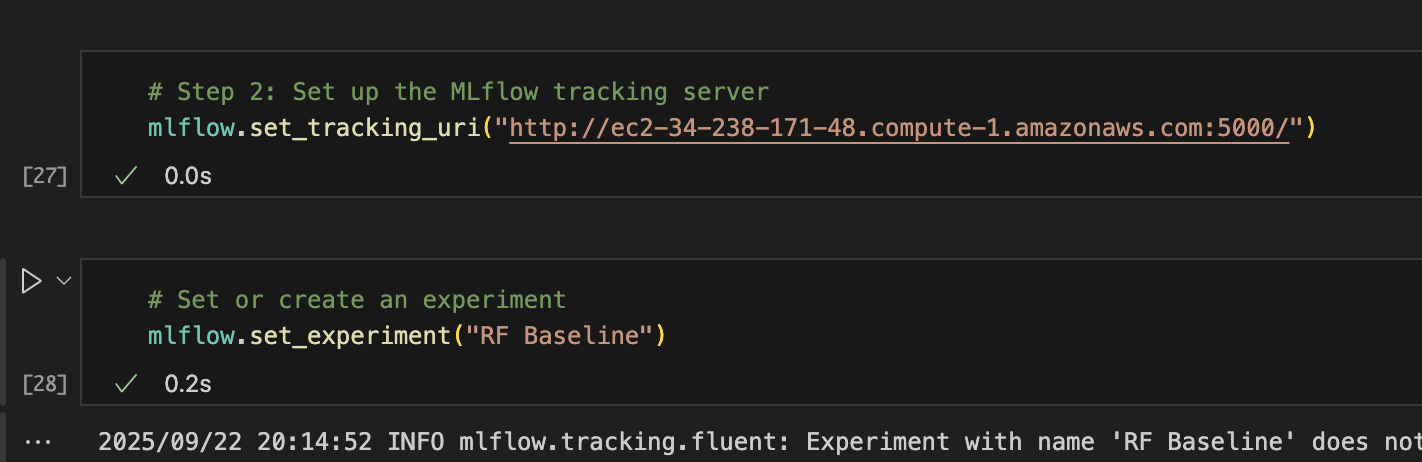 # Step 2: Set up the MLflow tracking server
mlflow.set_tracking_uri("http://ec2-34-238-171-48.compute-1.amazonaws.com:5000/")
[27]
0.0s
# Set or create an experiment
mlflow.set_experiment("RF Baseline")
[28]
0.2s
... 2025/09/22 20:14:52 INFO mlflow.tracking.fluent: Experiment with name 'RF Baseline' does not